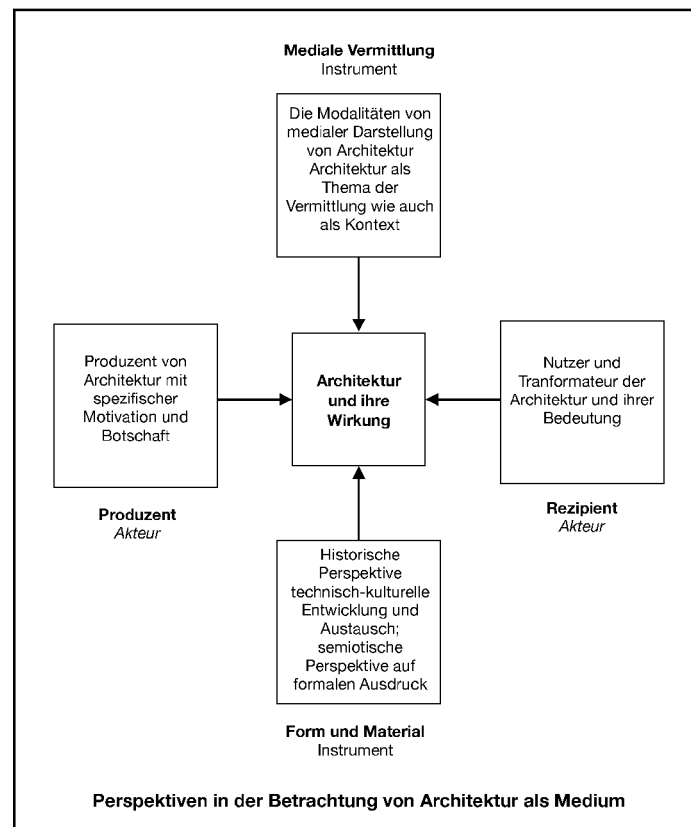 Mediale Vermittlung
Instrument
Die Modalitäten von
medialer Darstellung
von Architektur
Architektur als
Thema der
Vermittlung wie auch
als Kontext
Produzent von
Architektur mit
spezifischer
Motivation und
Botschaft
Produzent
Akteur
Architektur
und ihre
Wirkung
Nutzer und
Tranformateur der
Architektur und ihrer
Bedeutung
Rezipient
Akteur
Historische
Perspektive
technisch-kulturelle
Entwicklung und
Austausch;
semiotische
Perspektive auf
formalen Ausdruck
Form und Material
Instrument
Perspektiven in der Betrachtung von Architektur als Medium